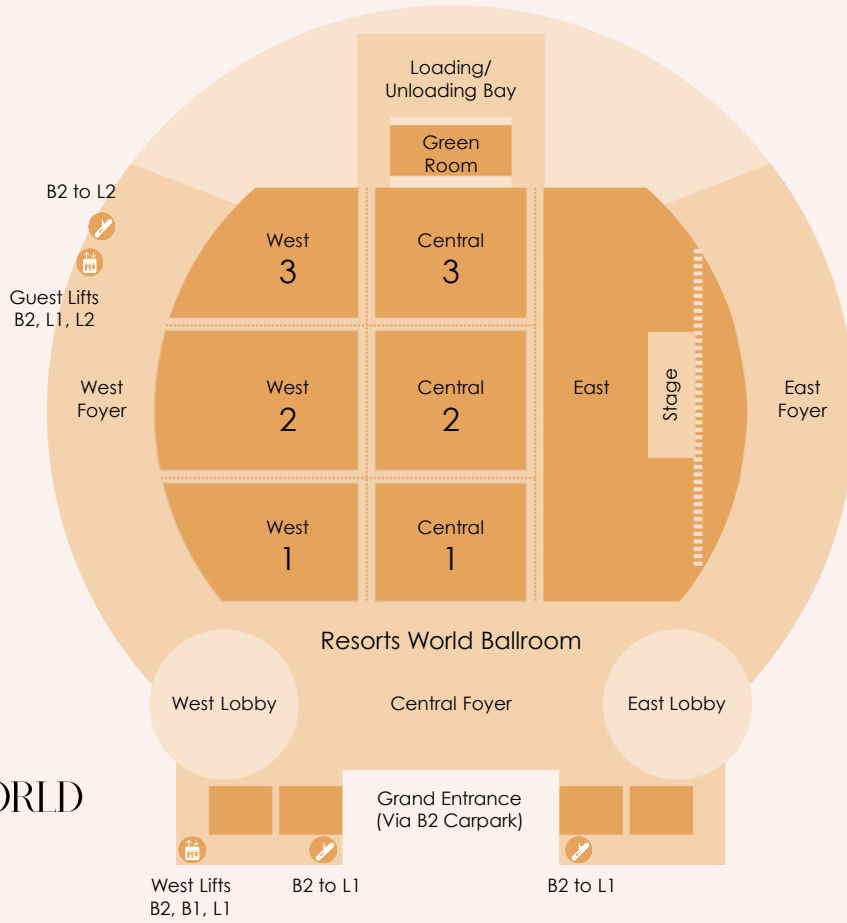 Loading/
Unloading Bay
Green
Room
B2 to L2
Guest Lifts
B2, L1, L2
West
3
Central
3
West
Foyer
West
2
Central
2
East
Stage
East
Foyer
West
1
Central
1
Resorts World Ballroom
West Lobby
Central Foyer
East Lobby
ORLD
Grand Entrance
(Via B2 Carpark)
West Lifts
B2, B1, L1
B2 to L1
B2 to L1